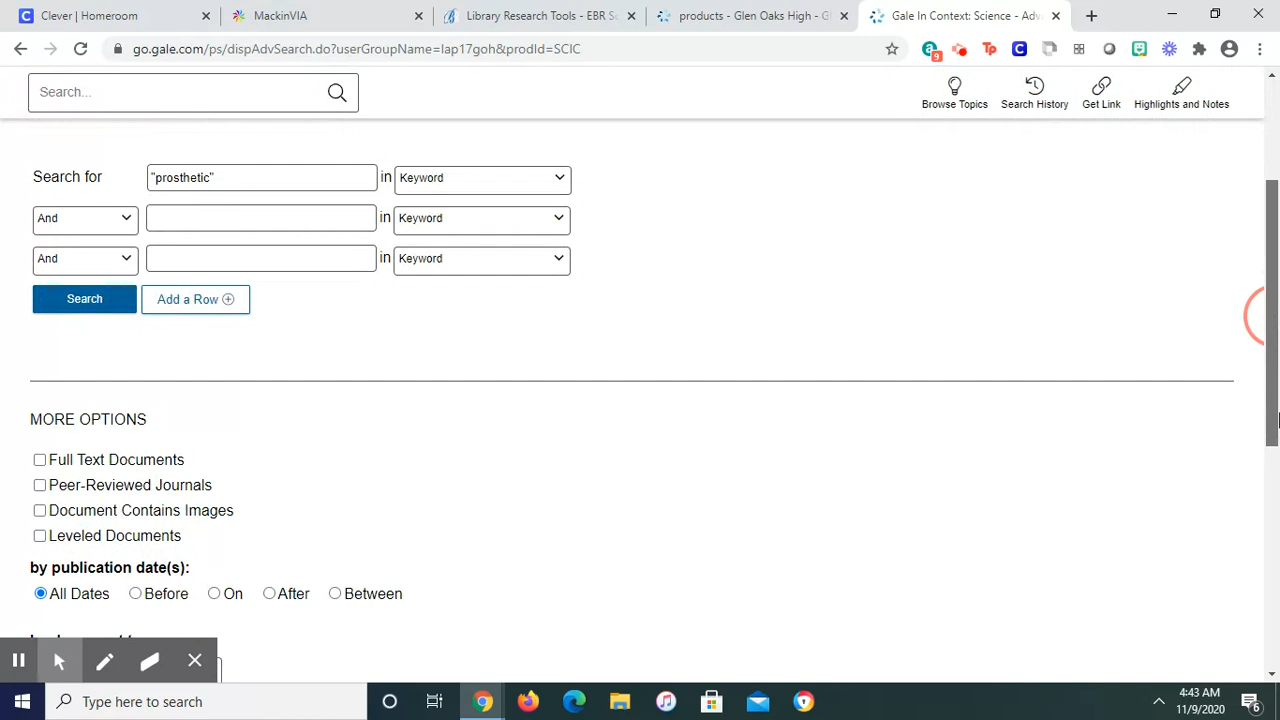 Clever | Homeroom
MackinVIA
Library Research Tools - EBR S
products - Glen Oaks High - G
Gale In Context: Science - Adv
go.gale.com/ps/dispAdvSearch.do?userGroupName=lap17goh&prodId=SCIC
9
Search...
Browse Topics
Search History
Get Link
Highlights and Notes
Search for "prosthetic" in Keyword
And in Keyword
And in Keyword
Search Add a Row
MORE OPTIONS
Full Text Documents
Peer-Reviewed Journals
Document Contains Images
Leveled Documents
by publication date(s):
All Dates Before On After Between
Type here to search
4:43 AM
11/9/2020
6